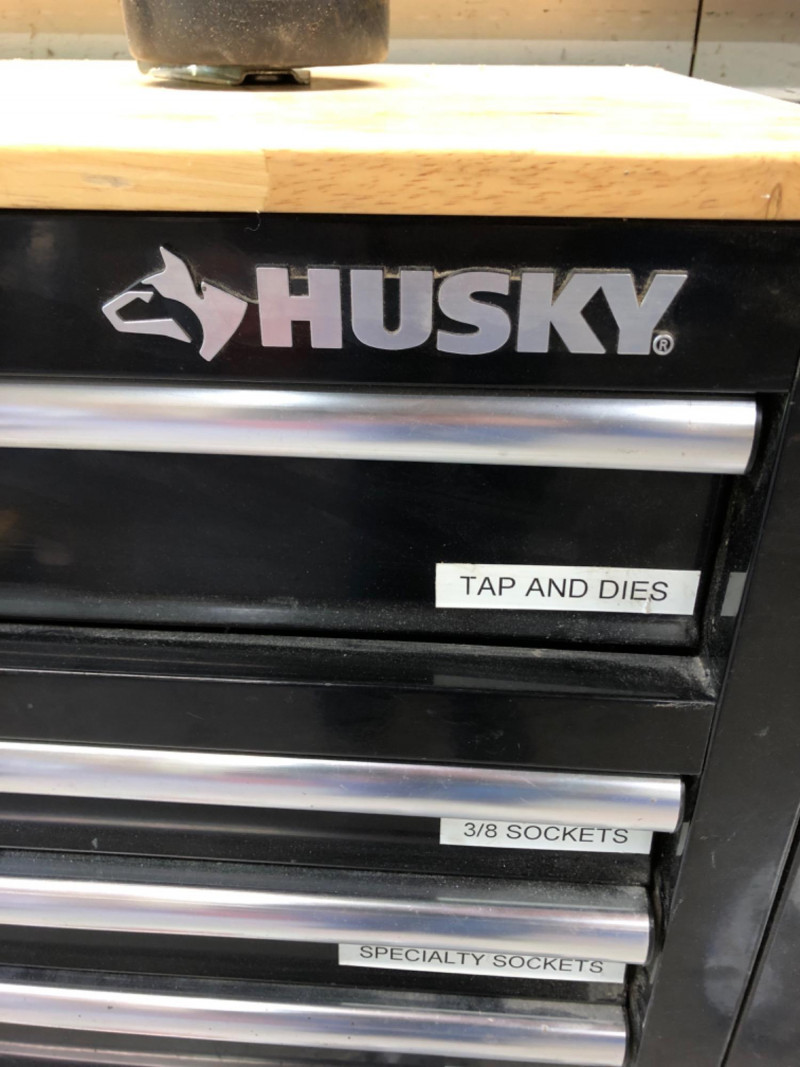 HUSKY®
TAP AND DIES
3/8 SOCKETS
SPECIALTY SOCKETS